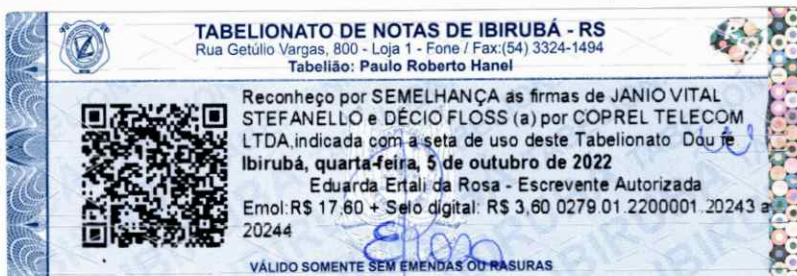 TABELIONATO DE NOTAS DE IBIRUBÁ - RS
Rua Getúlio Vargas, 800 - Loja 1 - Fone / Fax:(54) 3324-1494
Tabelião: Paulo Roberto Hanel
Reconheço por SEMELHANÇA as firmas de JANIO VITAL
STEFANELLO e DÉCIO FLOSS (a) por COPREL TELECOM
LTDA,indicada com a seta de uso deste Tabelionato Dou fé
Ibirubá, quarta-feira, 5 de outubro de 2022
Eduarda Ertali da Rosa - Escrevente Autorizada
Emol:R$ 17,60 + Selo digital: R$ 3,60 0279.01.2200001.20243 a
20244
VÁLIDO SOMENTE SEM EMENDAS OU RASURAS